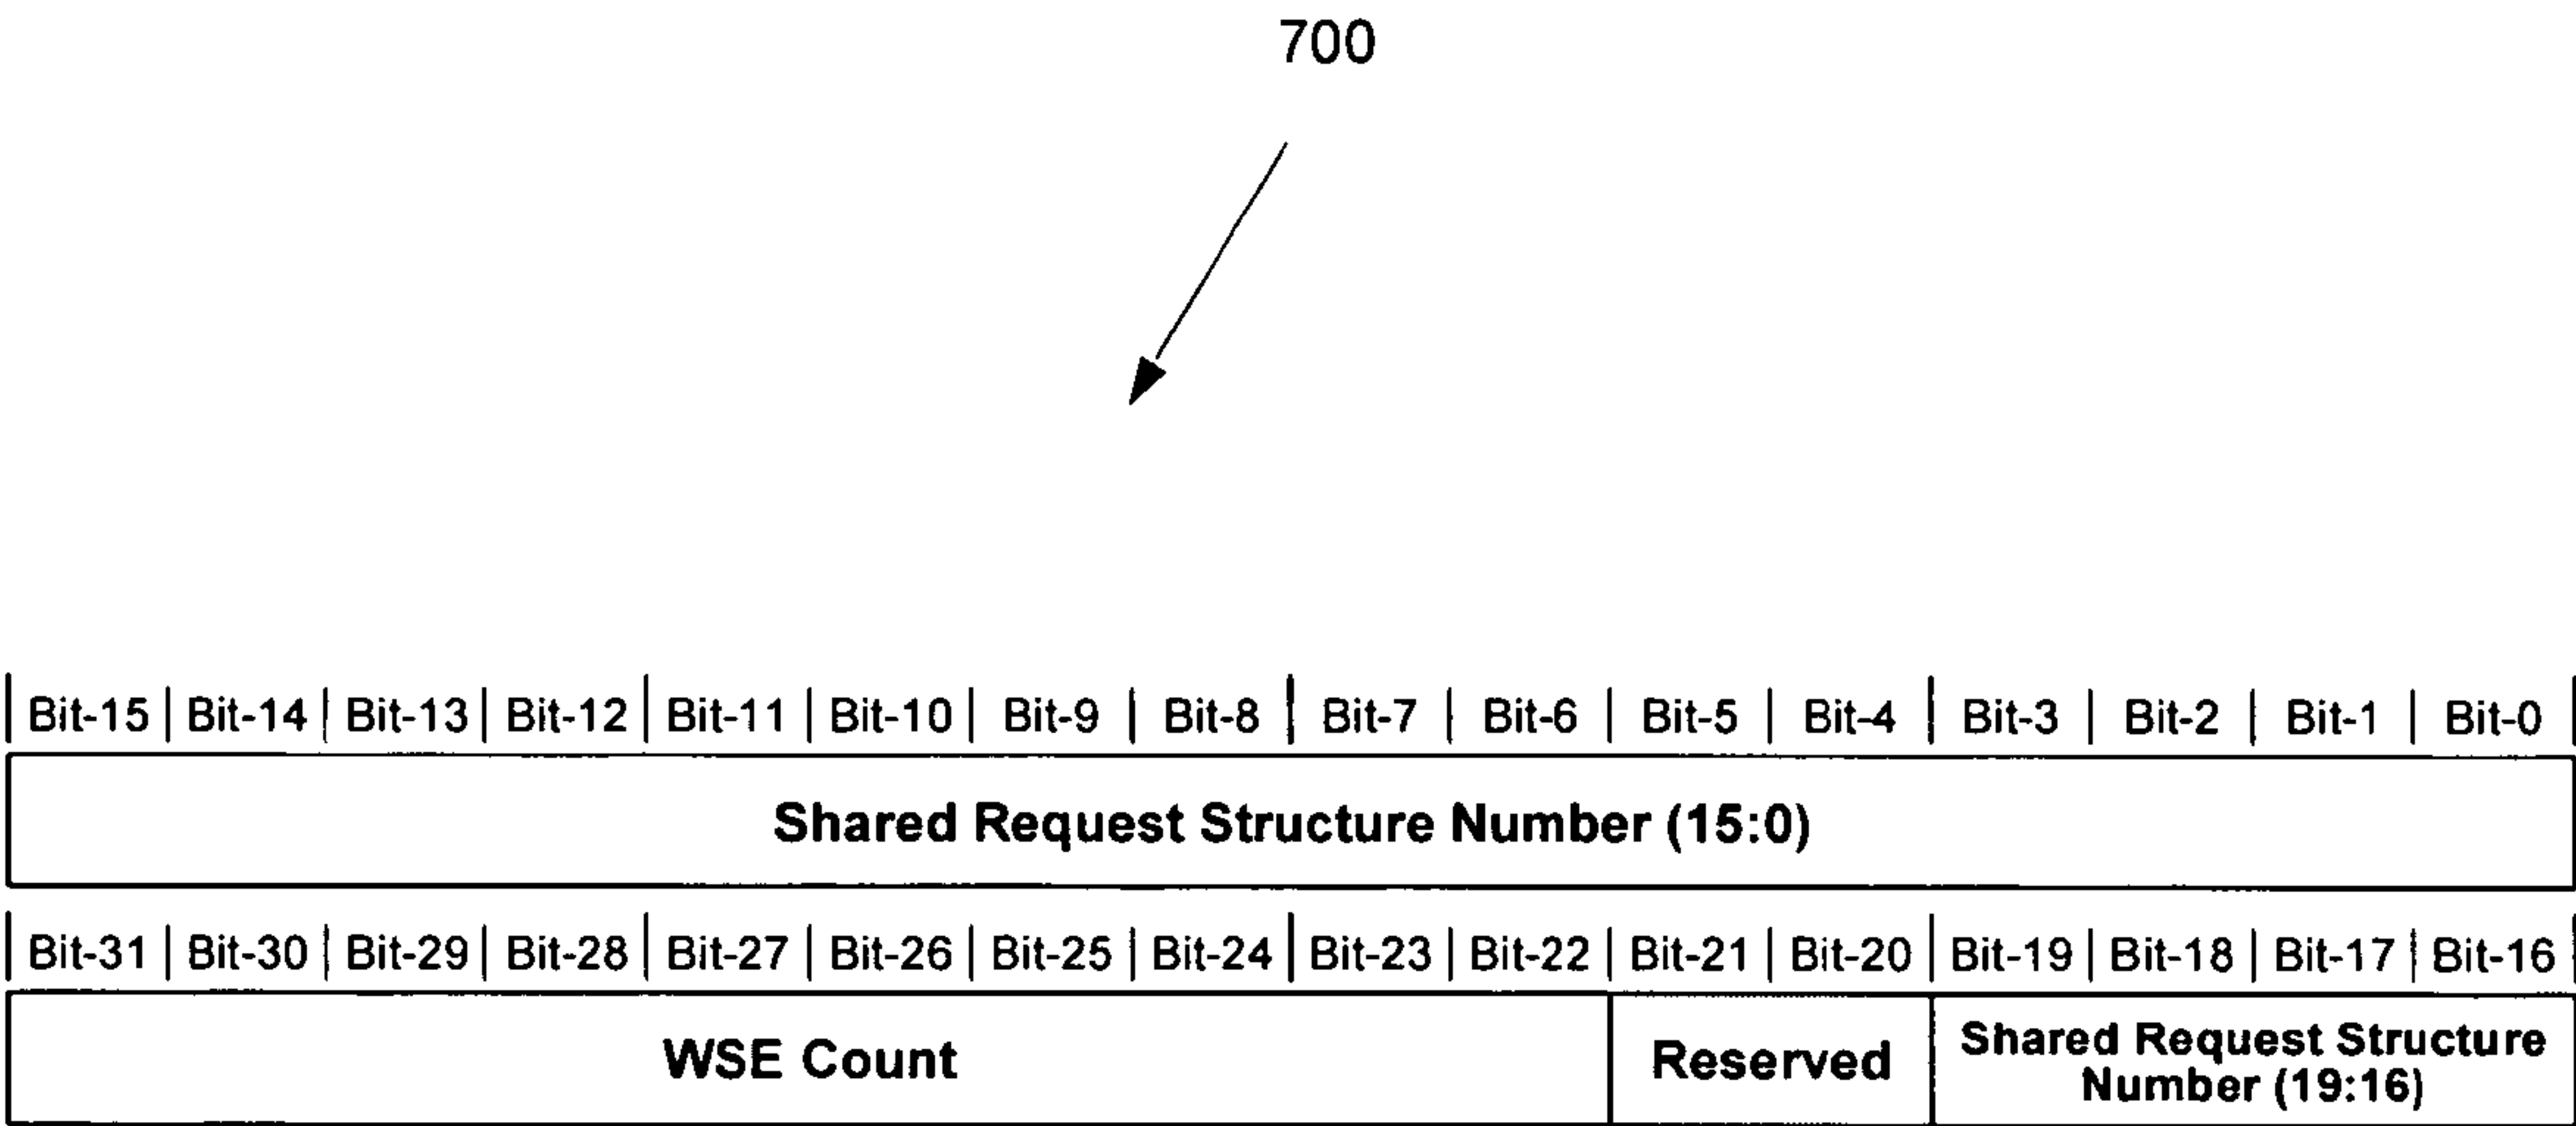 700
Bit-15 | Bit-14 | Bit-13 | Bit-12 | Bit-11 | Bit-10 | Bit-9 | Bit-8 | Bit-7 | Bit-6 | Bit-5 | Bit-4 | Bit-3 | Bit-2 | Bit-1 | Bit-0
Shared Request Structure Number (15:0)
Bit-31 | Bit-30 | Bit-29 | Bit-28 | Bit-27 | Bit-26 | Bit-25 | Bit-24 | Bit-23 | Bit-22 | Bit-21 | Bit-20 | Bit-19 | Bit-18 | Bit-17 | Bit-16
WSE Count
Reserved
Shared Request Structure
Number (19:16)